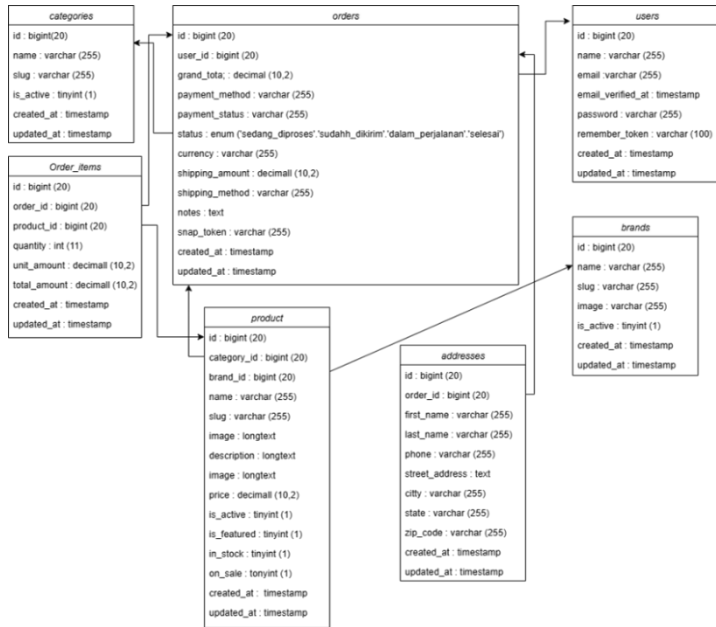 categories
id : bigint(20)
name : varchar (255)
slug : varchar (255)
is_active : tinyint (1)
created_at : timestamp
updated_at : timestamp
orders
id : bigint (20)
user_id : bigint (20)
grand_tota; : decimal (10,2)
payment_method : varchar (255)
payment_status : varchar (255)
status : enum ('sedang_diproses'.'sudahh_dikirim'.'dalam_perjalanan'.'selesai')
currency : varchar (255)
shipping_amount : decimall (10,2)
shipping_method : varchar (255)
notes : text
snap_token : varchar (255)
created_at : timestamp
updated_at : timestamp
users
id : bigint (20)
name : varchar (255)
email :varchar (255)
email_verified_at : timestamp
password : varchar (255)
remember_token : varchar (100)
created_at : timestamp
updated_at : timestamp
Order_items
id : bigint (20)
order_id : bigint (20)
product_id : bigint (20)
quantity : int (11)
unit_amount : decimall (10,2)
total_amount : decimall (10,2)
created_at : timestamp
updated_at : timestamp
brands
id : bigint (20)
name : varchar (255)
slug : varchar (255)
image : varchar (255)
is_active : tinyint (1)
created_at : timestamp
updated_at : timestamp
product
id : bigint (20)
category_id : bigint (20)
brand_id : bigint (20)
name : varchar (255)
slug : varchar (255)
image : longtext
description : longtext
image : longtext
price : decimall (10,2)
is_active : tinyint (1)
is_featured : tinyint (1)
in_stock : tinyint (1)
on_sale : tonyint (1)
created_at : timestamp
updated_at : timestamp
addresses
id : bigint (20)
order_id : bigint (20)
first_name : varchar (255)
last_name : varchar (255)
phone : varchar (255)
street_address : text
citty : varchar (255)
state : varchar (255)
zip_code : varchar (255)
created_at : timestamp
updated_at : timestamp